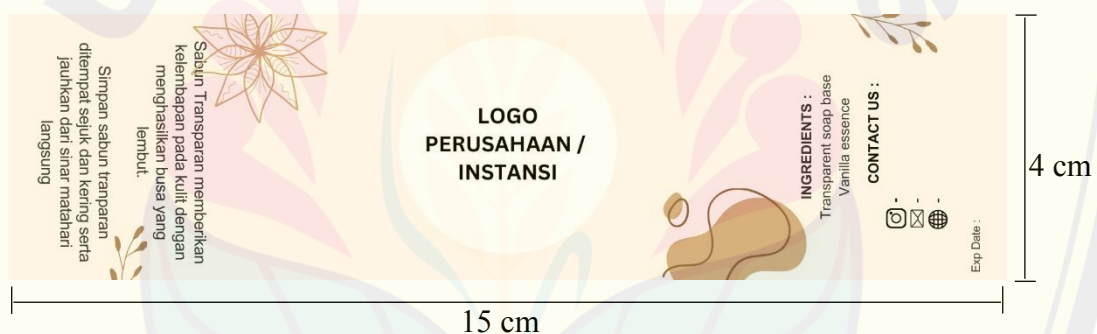 Sabun Transparan memberikan
kelembapan pada kulit dengan
menghasilkan busa yang
lembut.
Simpan sabun tranparan
ditempat sejuk dan kering serta
jauhkan dari sinar matahari
langsung
LOGO
PERUSAHAAN /
INSTANSI
INGREDIENTS :
Transparent soap base
Vanilla essence
CONTACT US :
-
-
-
Exp Date :
4 cm
15 cm